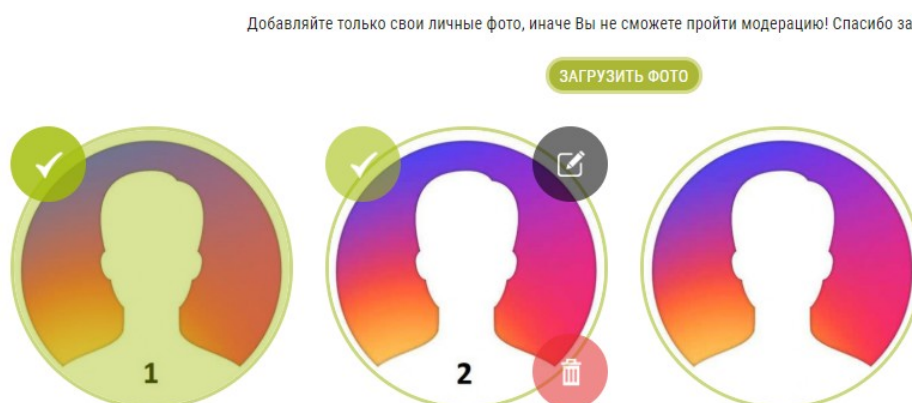 Добавляйте только свои личные фото, иначе Вы не сможете пройти модерацию! Спасибо за
ЗАГРУЗИТЬ ФОТО
1
2